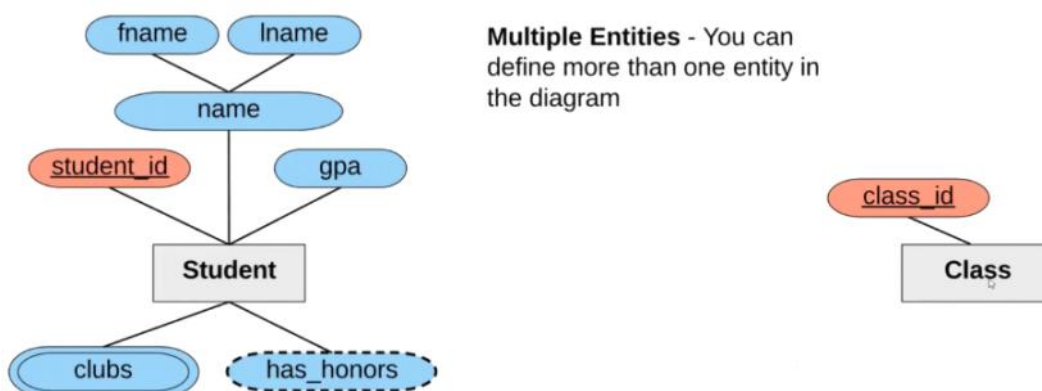 fname
lname
name
student_id
gpa
Student
clubs
has_honors
Multiple Entities - You can
define more than one entity in
the diagram
class_id
Class